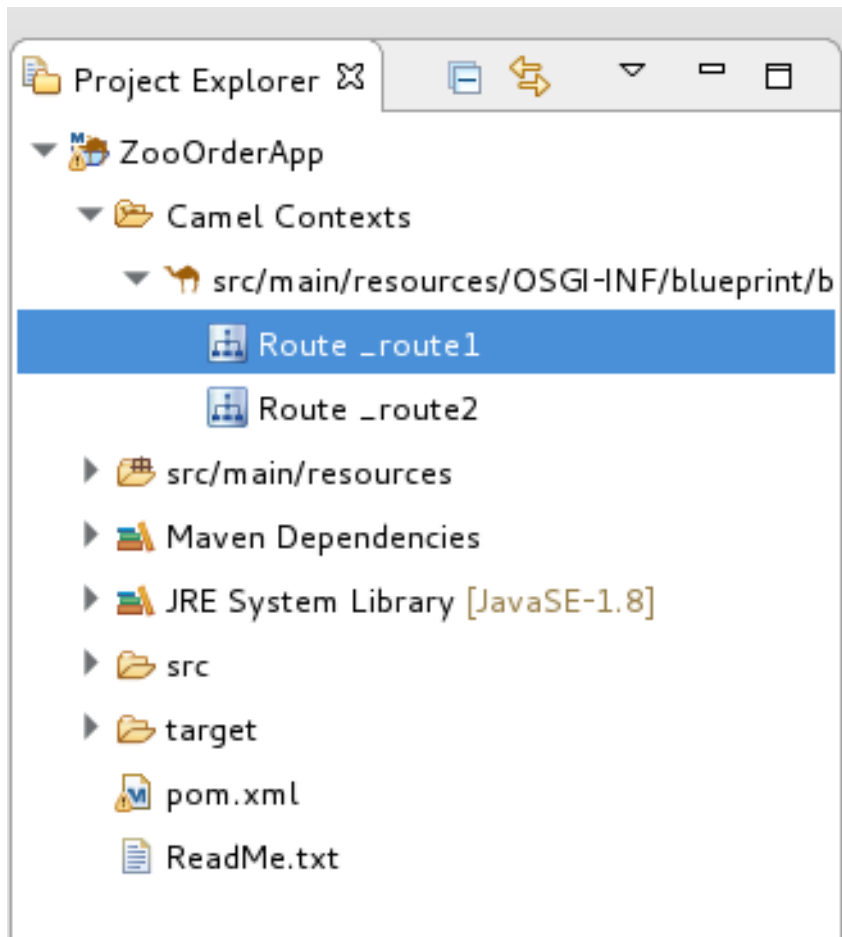 Project Explorer
ZooOrderApp
Camel Contexts
src/main/resources/OSGI-INF/blueprint/b
Route _route1
Route _route2
src/main/resources
Maven Dependencies
JRE System Library [JavaSE-1.8]
src
target
pom.xml
ReadMe.txt